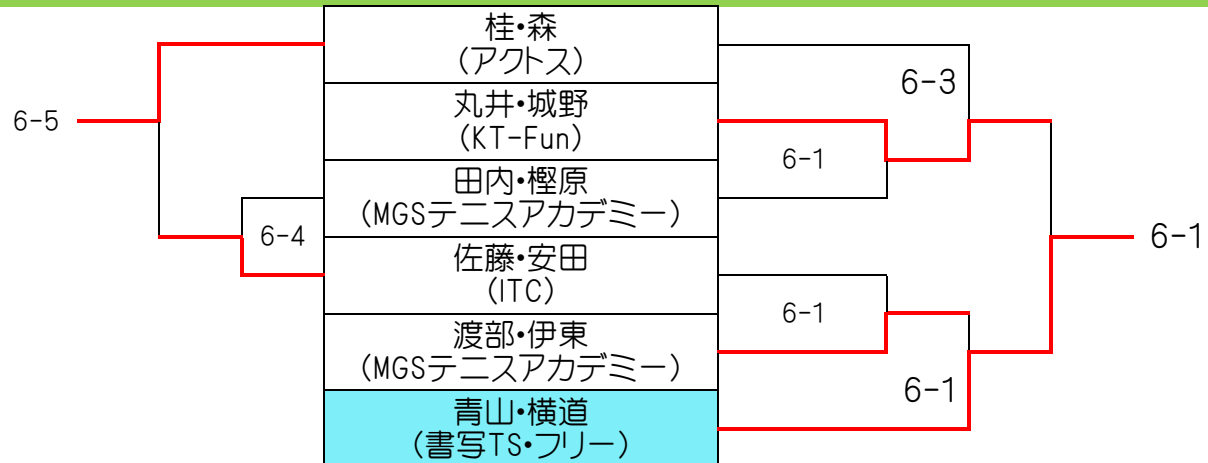 桂・森
(アクトス)
6-3
丸井・城野
(KT-Fun)
6-5
6-1
田内・樫原
(MGSテニスアカデミー)
6-4
6-1
佐藤・安田
(ITC)
6-1
渡部・伊東
(MGSテニスアカデミー)
6-1
青山・横道
(書写TS・フリー)